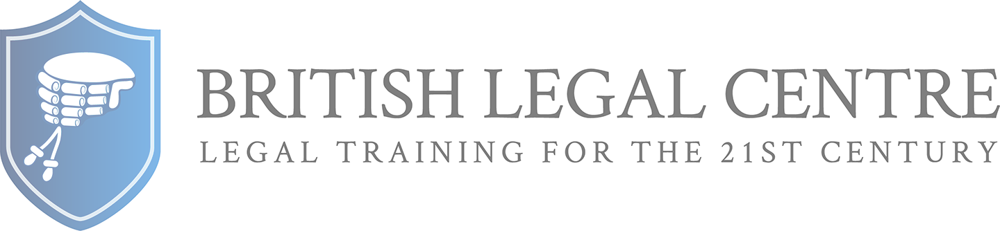 BRITISH LEGAL CENTRE
LEGAL TRAINING FOR THE 21ST CENTURY